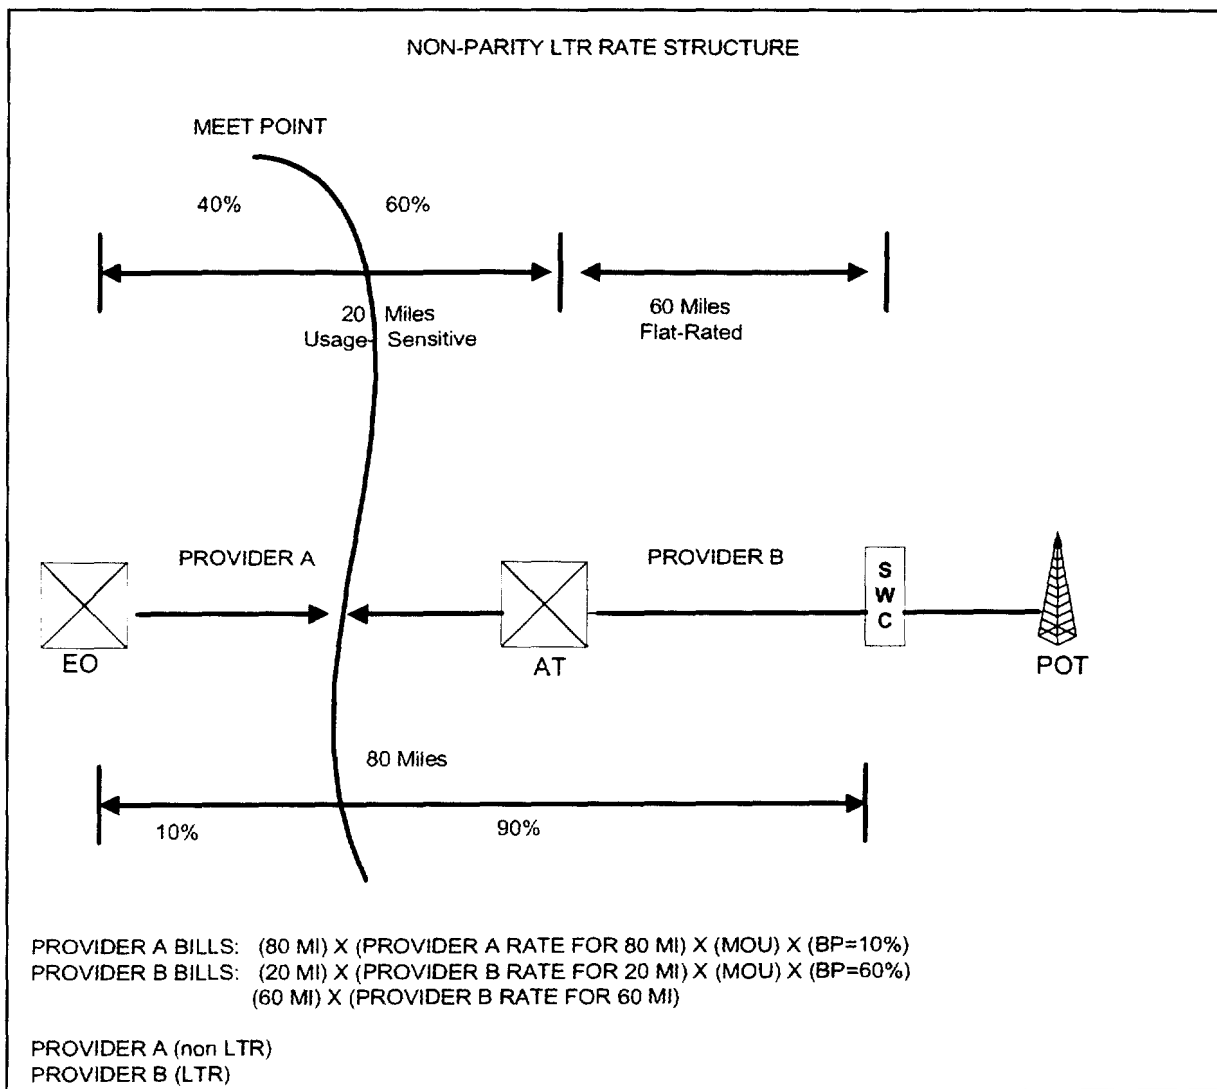 NON-PARITY LTR RATE STRUCTURE
MEET POINT
40%
60%
20 Miles
Usage- Sensitive
60 Miles
Flat-Rated
PROVIDER A
PROVIDER B
S
W
C
EO
AT
POT
80 Miles
10%
90%
PROVIDER A BILLS: (80 MI) X (PROVIDER A RATE FOR 80 MI) X (MOU) X (BP=10%)
PROVIDER B BILLS: (20 MI) X (PROVIDER B RATE FOR 20 MI) X (MOU) X (BP=60%)
(60 MI) X (PROVIDER B RATE FOR 60 MI)
PROVIDER A (non LTR)
PROVIDER B (LTR)